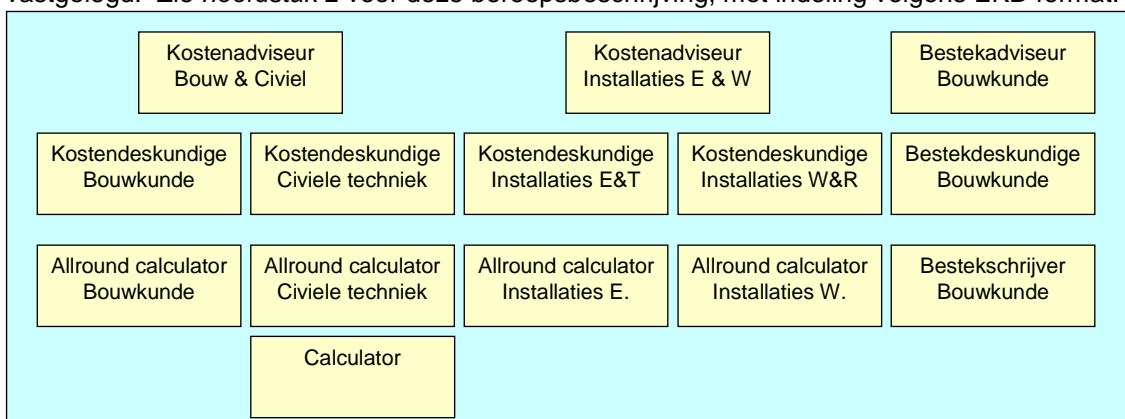 vastgelegd. Zie hoofdstuk 2 voor deze beroepsbeschrijving, met indeling volgens ERB format.
Kostenadviseur
Bouw & Civiel
Kostenadviseur
Installaties E & W
Bestekadviseur
Bouwkunde
Kostendeskundige
Bouwkunde
Kostendeskundige
Civiele techniek
Kostendeskundige
Installaties E&T
Kostendeskundige
Installaties W&R
Bestekdeskundige
Bouwkunde
Allround calculator
Bouwkunde
Allround calculator
Civiele techniek
Allround calculator
Installaties E.
Allround calculator
Installaties W.
Bestekschrijver
Bouwkunde
Calculator